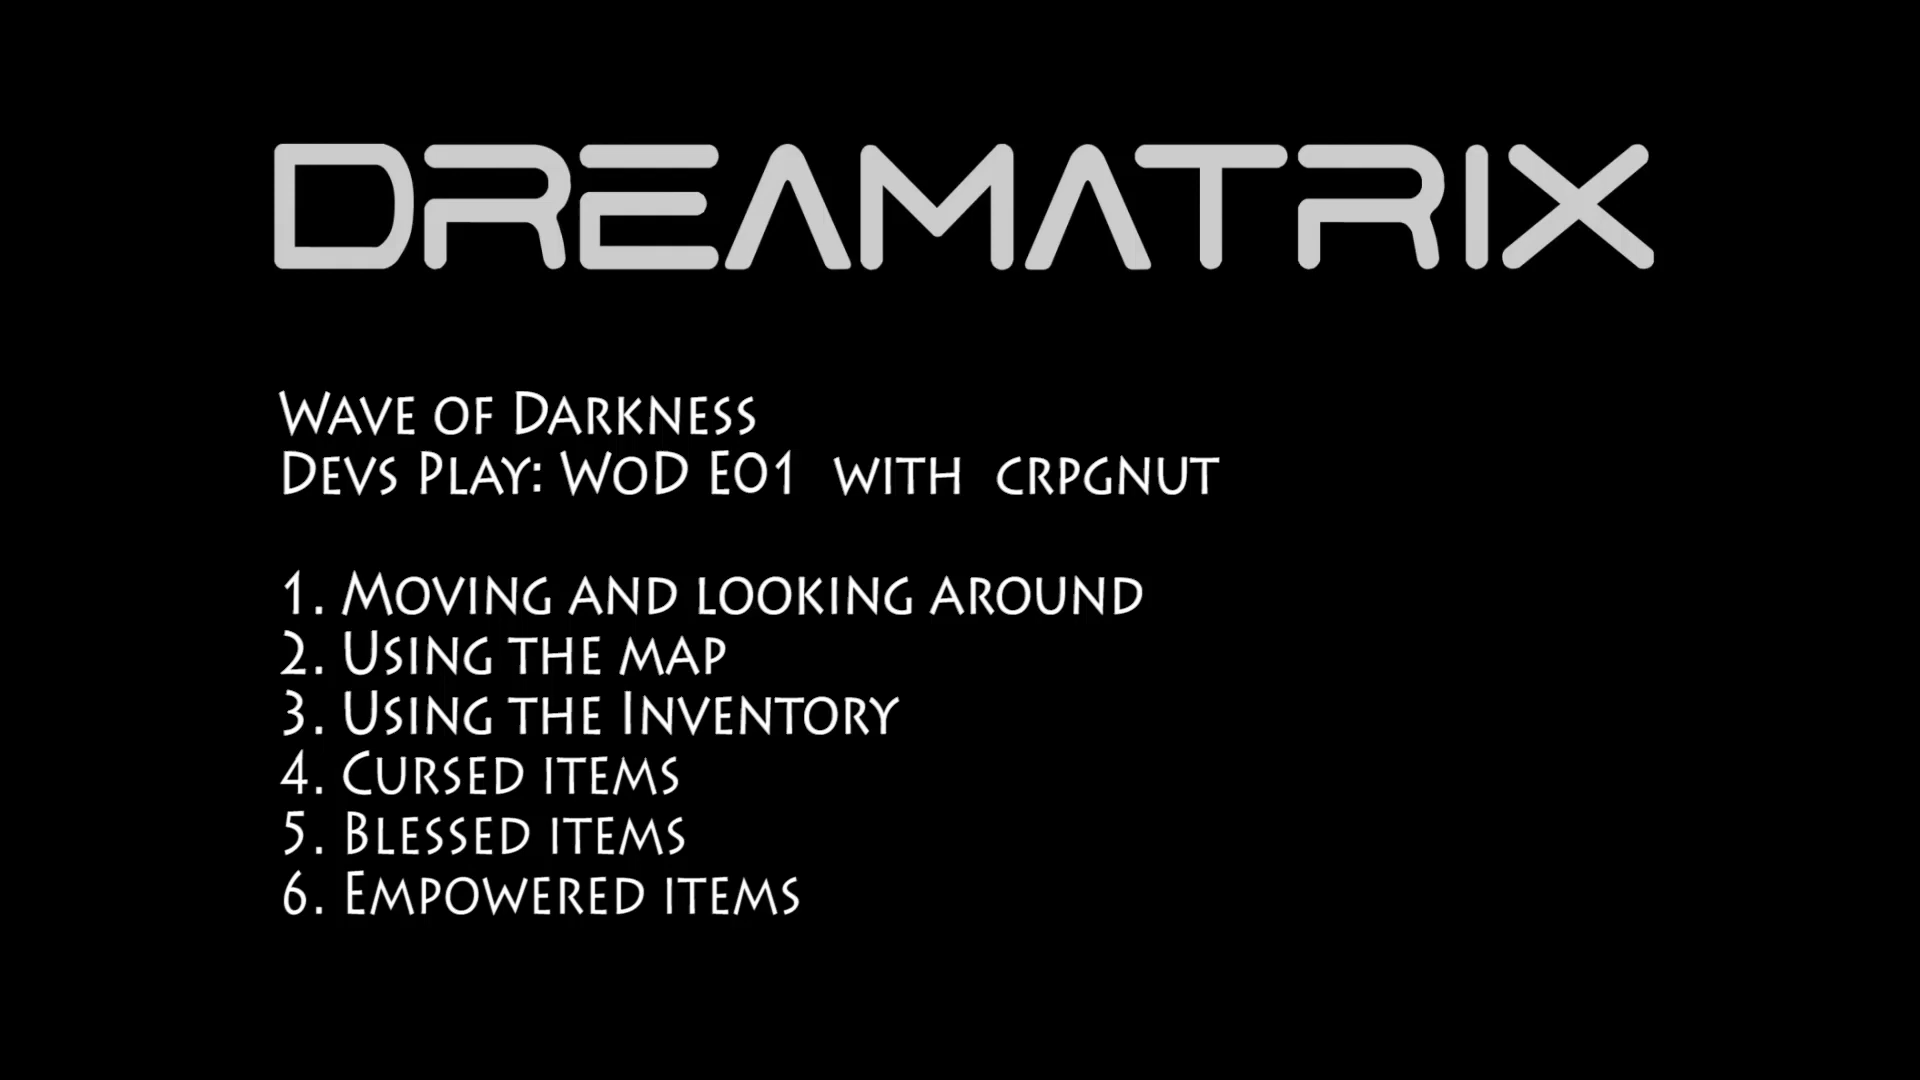 DREAMATRIX
Wave of Darkness
Devs Play: WoD E01 with crpgnut
1. Moving and looking around
2. Using the map
3. Using the Inventory
4. Cursed items
5. Blessed items
6. Empowered items